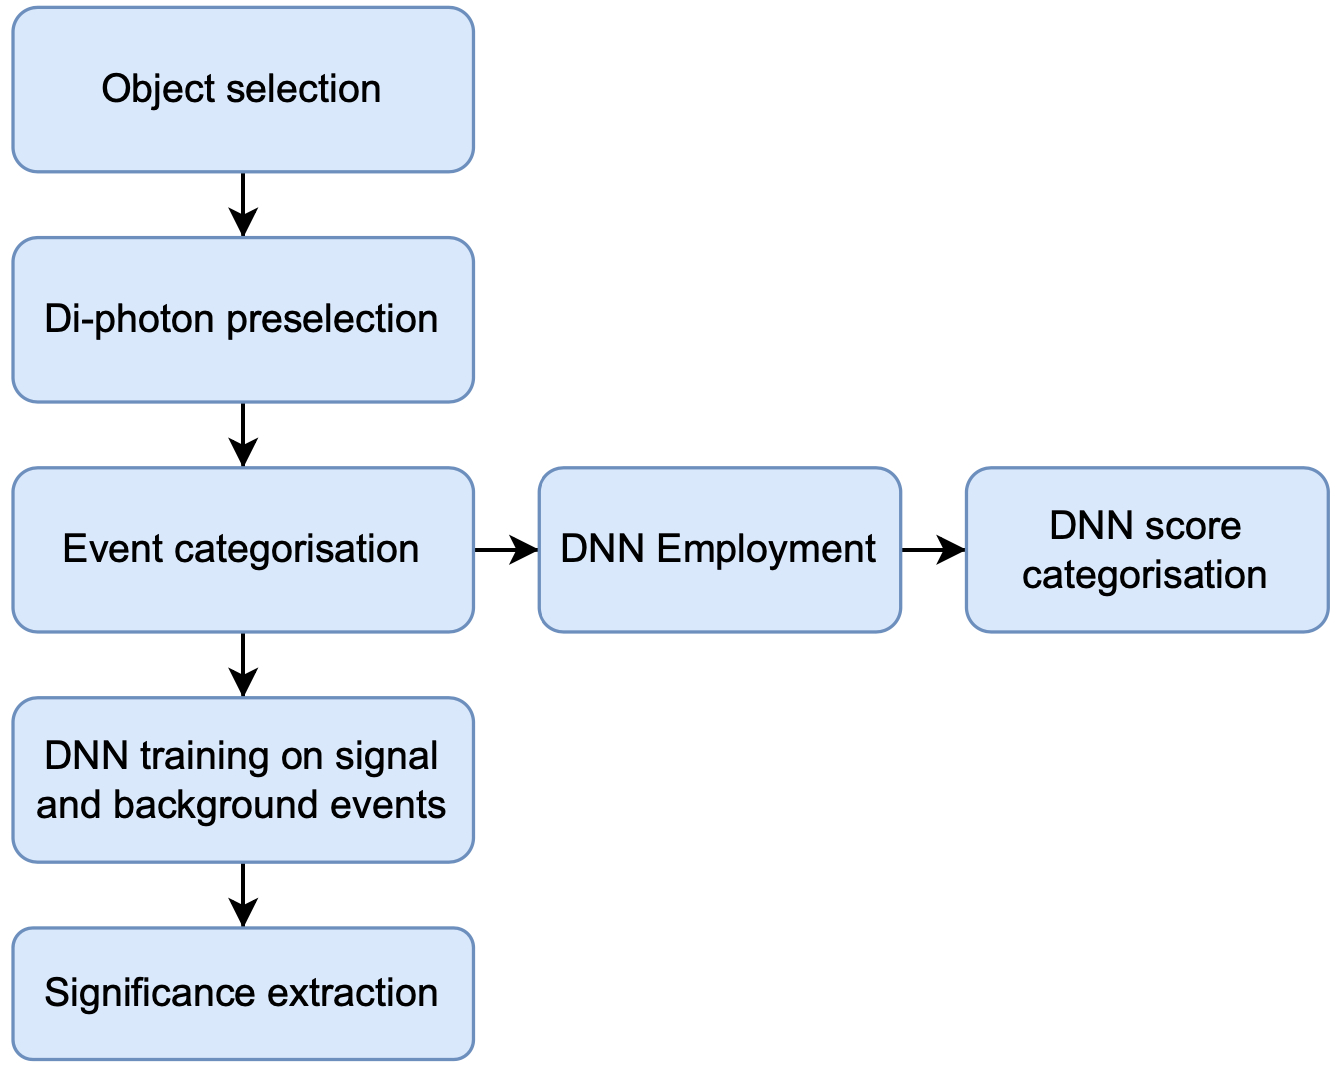 Object selection
Di-photon preselection
Event categorisation
DNN Employment
DNN score
categorisation
DNN training on signal
and background events
Significance extraction